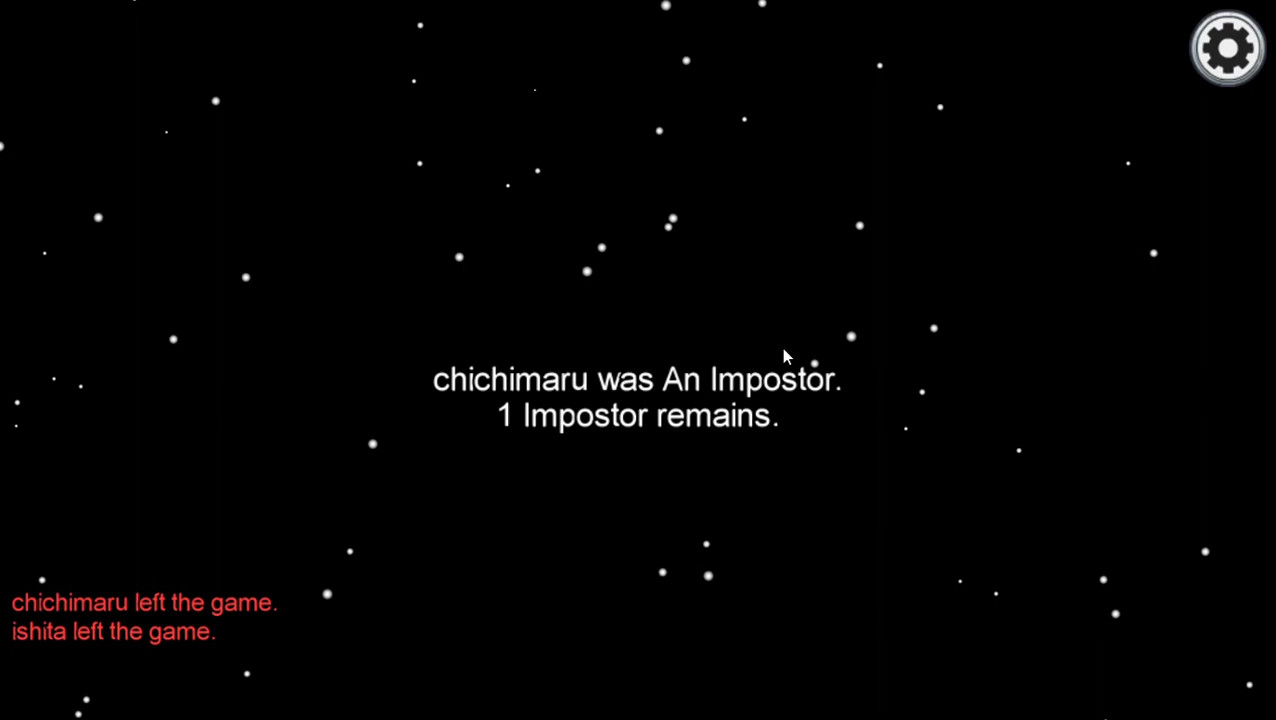 chichimaru was An Impostor.
1 Impostor remains.
chichimaru left the game.
ishita left the game.